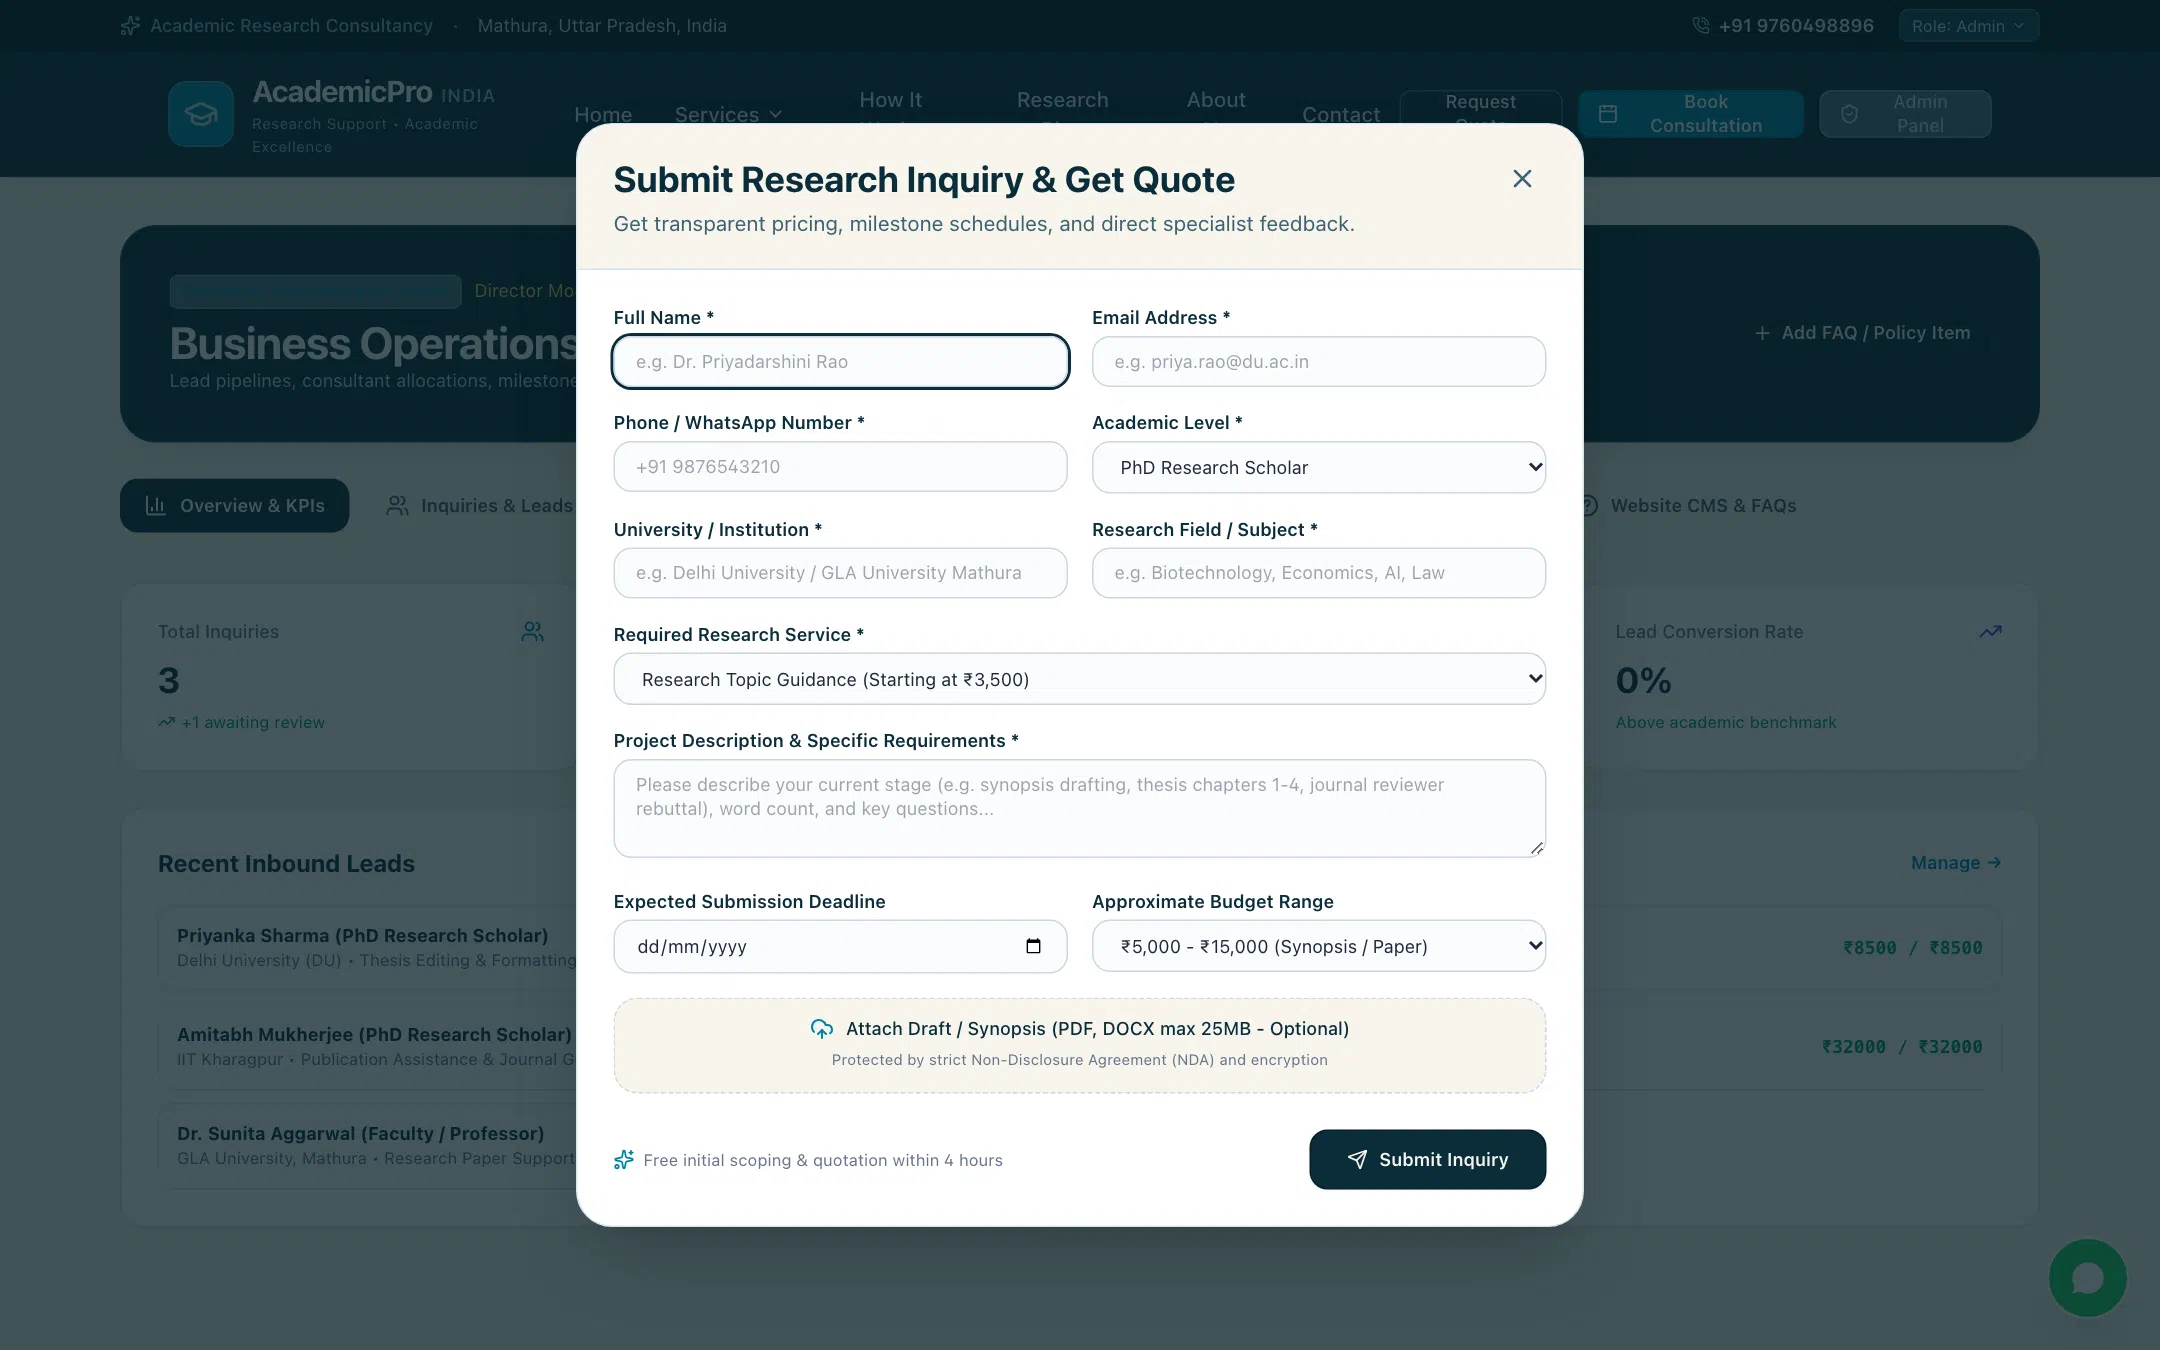 Academic Research Consultancy · Mathura, Uttar Pradesh, India
+91 9760498896
Role: Admin
AcademicPro INDIA
Research Support • Academic
Excellence
Home
Services
How It
Research
About
Contact
Request
Book
Consultation
Admin
Panel
Submit Research Inquiry & Get Quote
Get transparent pricing, milestone schedules, and direct specialist feedback.
Director
Business Operations
Lead pipelines, consultant allocations,
+ Add FAQ / Policy Item
Overview & KPIs
Inquiries & Leads
Website CMS & FAQs
Full Name *
e.g. Dr. Priyadarshini Rao
Email Address *
e.g. priya.rao@du.ac.in
Phone / WhatsApp Number *
+91 9876543210
Academic Level *
PhD Research Scholar
University / Institution *
e.g. Delhi University / GLA University Mathura
Research Field / Subject *
e.g. Biotechnology, Economics, AI, Law
Required Research Service *
Research Topic Guidance (Starting at ₹3,500)
Project Description & Specific Requirements *
Please describe your current stage (e.g. synopsis drafting, thesis chapters 1-4, journal reviewer
rebuttal), word count, and key questions...
Expected Submission Deadline
dd/mm/yyyy
Approximate Budget Range
₹5,000 - ₹15,000 (Synopsis / Paper)
Attach Draft / Synopsis (PDF, DOCX max 25MB - Optional)
Protected by strict Non-Disclosure Agreement (NDA) and encryption
Free initial scoping & quotation within 4 hours
Submit Inquiry
Total Inquiries
3
+1 awaiting review
Lead Conversion Rate
0%
Above academic benchmark
Recent Inbound Leads
Manage →
Priyanka Sharma (PhD Research Scholar)
Delhi University (DU) • Thesis Editing & Formatting
₹8500 / ₹8500
Amitabh Mukherjee (PhD Research Scholar)
IIT Kharagpur • Publication Assistance & Journal
₹32000 / ₹32000
Dr. Sunita Aggarwal (Faculty / Professor)
GLA University, Mathura • Research Paper Support